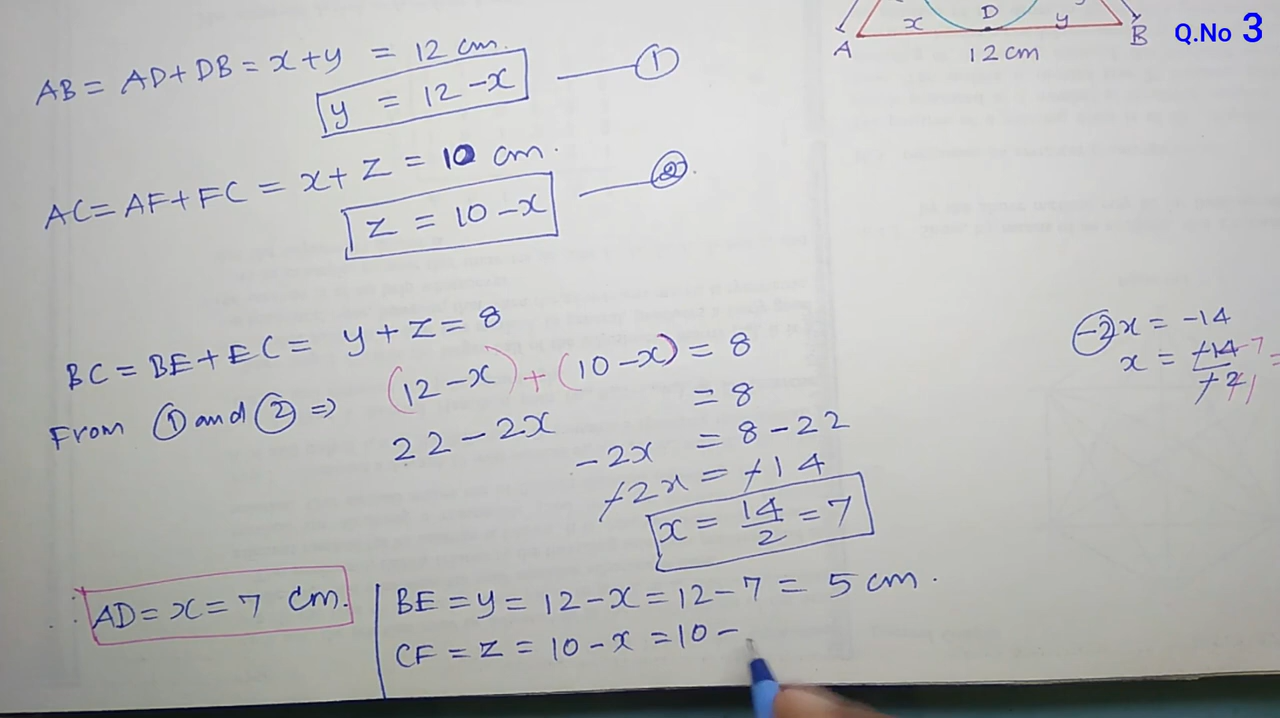 x D y
A B Q.No 3
12 cm
AB = AD + DB = x + y = 12 cm.
y = 12 - x ①
AC = AF + FC = x + z = 10 cm.
z = 10 - x ②
BC = BE + EC = y + z = 8
From ① and ② ⇒ (12 - x) + (10 - x) = 8
22 - 2x = 8
-2x = 8 - 22
-2x = -14
x = 14/2 = 7
-2x = -14
x = -14/-2 7 1 =
∴ AD = x = 7 cm.
BE = y = 12 - x = 12 - 7 = 5 cm.
CF = z = 10 - x = 10 -